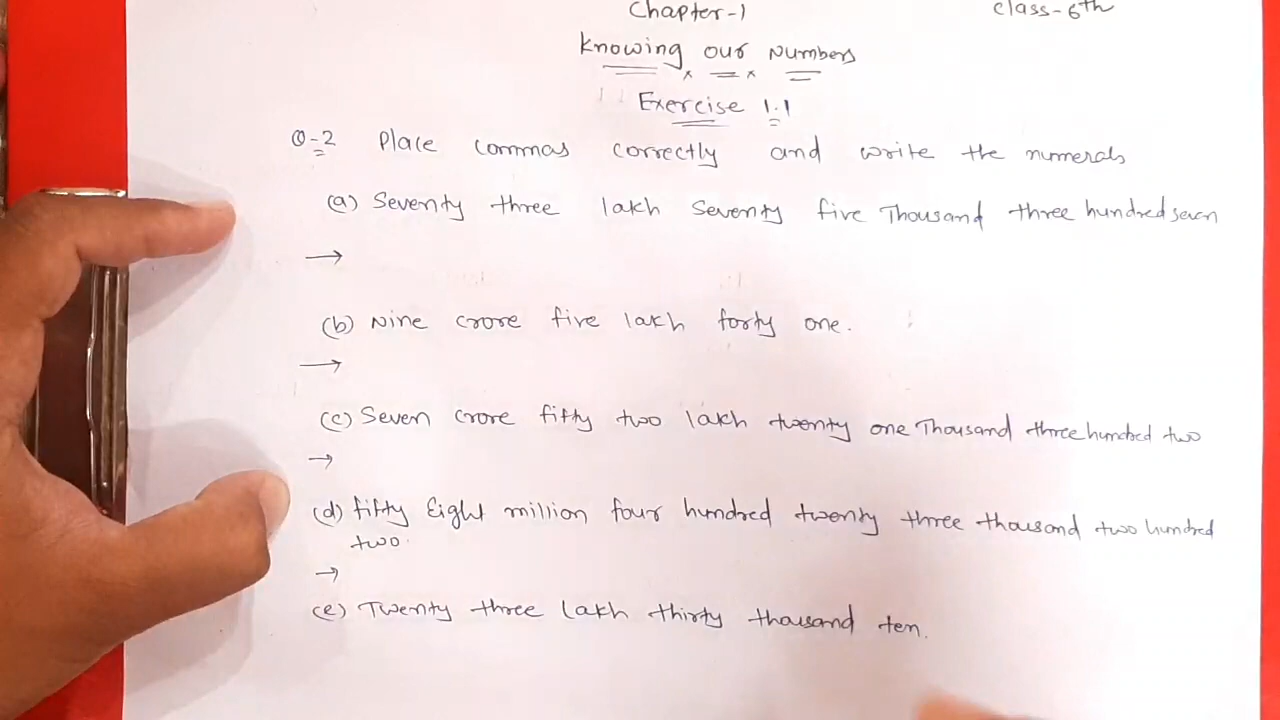 Chapter-1 Class-6th
Knowing our Numbers
Exercise 1.1
Q-2 Place commas correctly and write the numerals
(a) Seventy three lakh Seventy five Thousand three hundred seven
→
(b) Nine crore five lakh forty one.
→
(c) Seven crore fifty two lakh twenty one Thousand three hundred two
→
(d) fifty Eight million four hundred twenty three thousand two hundred
two.
→
(e) Twenty three lakh thirty thousand ten.